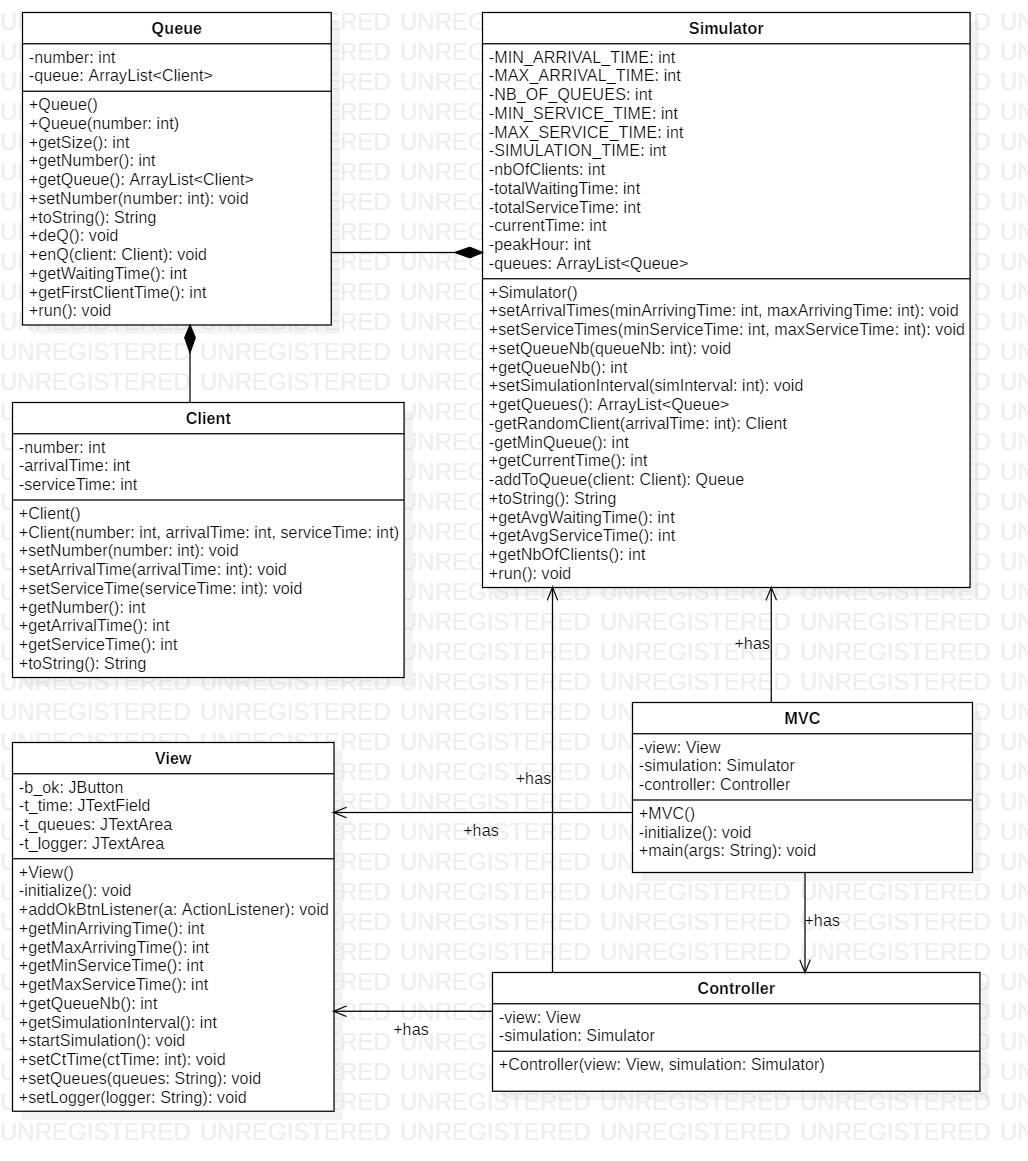 Queue
-number: int
-queue: ArrayList<Client>
+Queue()
+Queue(number: int)
+getSize(): int
+getNumber(): int
+getQueue(): ArrayList<Client>
+setNumber(number: int): void
+toString(): String
+deQ(): void
+enQ(client: Client): void
+getWaitingTime(): int
+getFirstClientTime(): int
+run(): void
Simulator
-MIN_ARRIVAL_TIME: int
-MAX_ARRIVAL_TIME: int
-NB_OF_QUEUES: int
-MIN_SERVICE_TIME: int
-MAX_SERVICE_TIME: int
-SIMULATION_TIME: int
-nbOfClients: int
-totalWaitingTime: int
-totalServiceTime: int
-currentTime: int
-peakHour: int
-queues: ArrayList<Queue>
+Simulator()
+setArrivalTimes(minArrivingTime: int, maxArrivingTime: int): void
+setServiceTimes(minServiceTime: int, maxServiceTime: int): void
+setQueueNb(queueNb: int): void
+getQueueNb(): int
+setSimulationInterval(simInterval: int): void
+getQueues(): ArrayList<Queue>
-getRandomClient(arrivalTime: int): Client
-getMinQueue(): int
+getCurrentTime(): int
-addToQueue(client: Client): Queue
+toString(): String
+getAvgWaitingTime(): int
+getAvgServiceTime(): int
+getNbOfClients(): int
+run(): void
Client
-number: int
-arrivalTime: int
-serviceTime: int
+Client()
+Client(number: int, arrivalTime: int, serviceTime: int)
+setNumber(number: int): void
+setArrivalTime(arrivalTime: int): void
+setServiceTime(serviceTime: int): void
+getNumber(): int
+getArrivalTime(): int
+getServiceTime(): int
+toString(): String
+has
MVC
-view: View
-simulation: Simulator
-controller: Controller
+MVC()
-initialize(): void
+main(args: String): void
+has
+has
+has
View
-b_ok: JButton
-t_time: JTextField
-t_queues: JTextArea
-t_logger: JTextArea
+View()
-initialize(): void
+addOkBtnListener(a: ActionListener): void
+getMinArrivingTime(): int
+getMaxArrivingTime(): int
+getMinServiceTime(): int
+getMaxServiceTime(): int
+getQueueNb(): int
+getSimulationInterval(): int
+startSimulation(): void
+setCtTime(ctTime: int): void
+setQueues(queues: String): void
+setLogger(logger: String): void
+has
Controller
-view: View
-simulation: Simulator
+Controller(view: View, simulation: Simulator)
UNREGISTERED